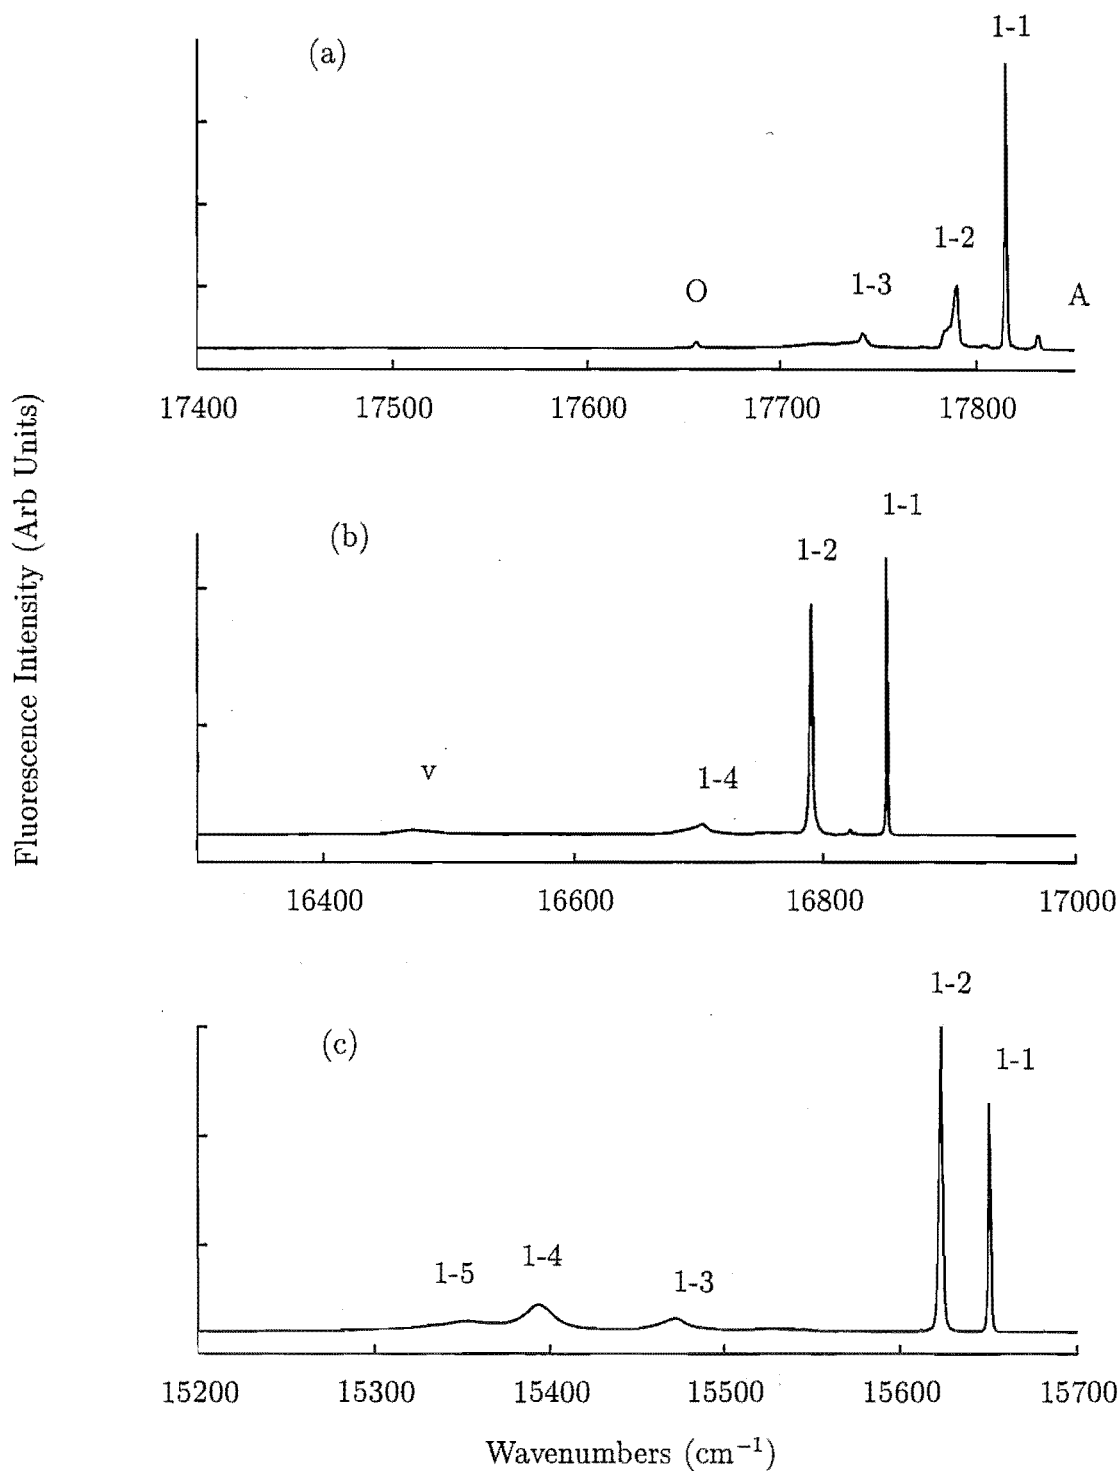 (a)
1-1
1-2
1-3
O
A
17400 17500 17600 17700 17800
Fluorescence Intensity (Arb Units)
(b)
1-1
1-2
1-4
v
16400 16600 16800 17000
(c)
1-2
1-1
1-5
1-4
1-3
15200 15300 15400 15500 15600 15700
Wavenumbers (cm⁻¹)